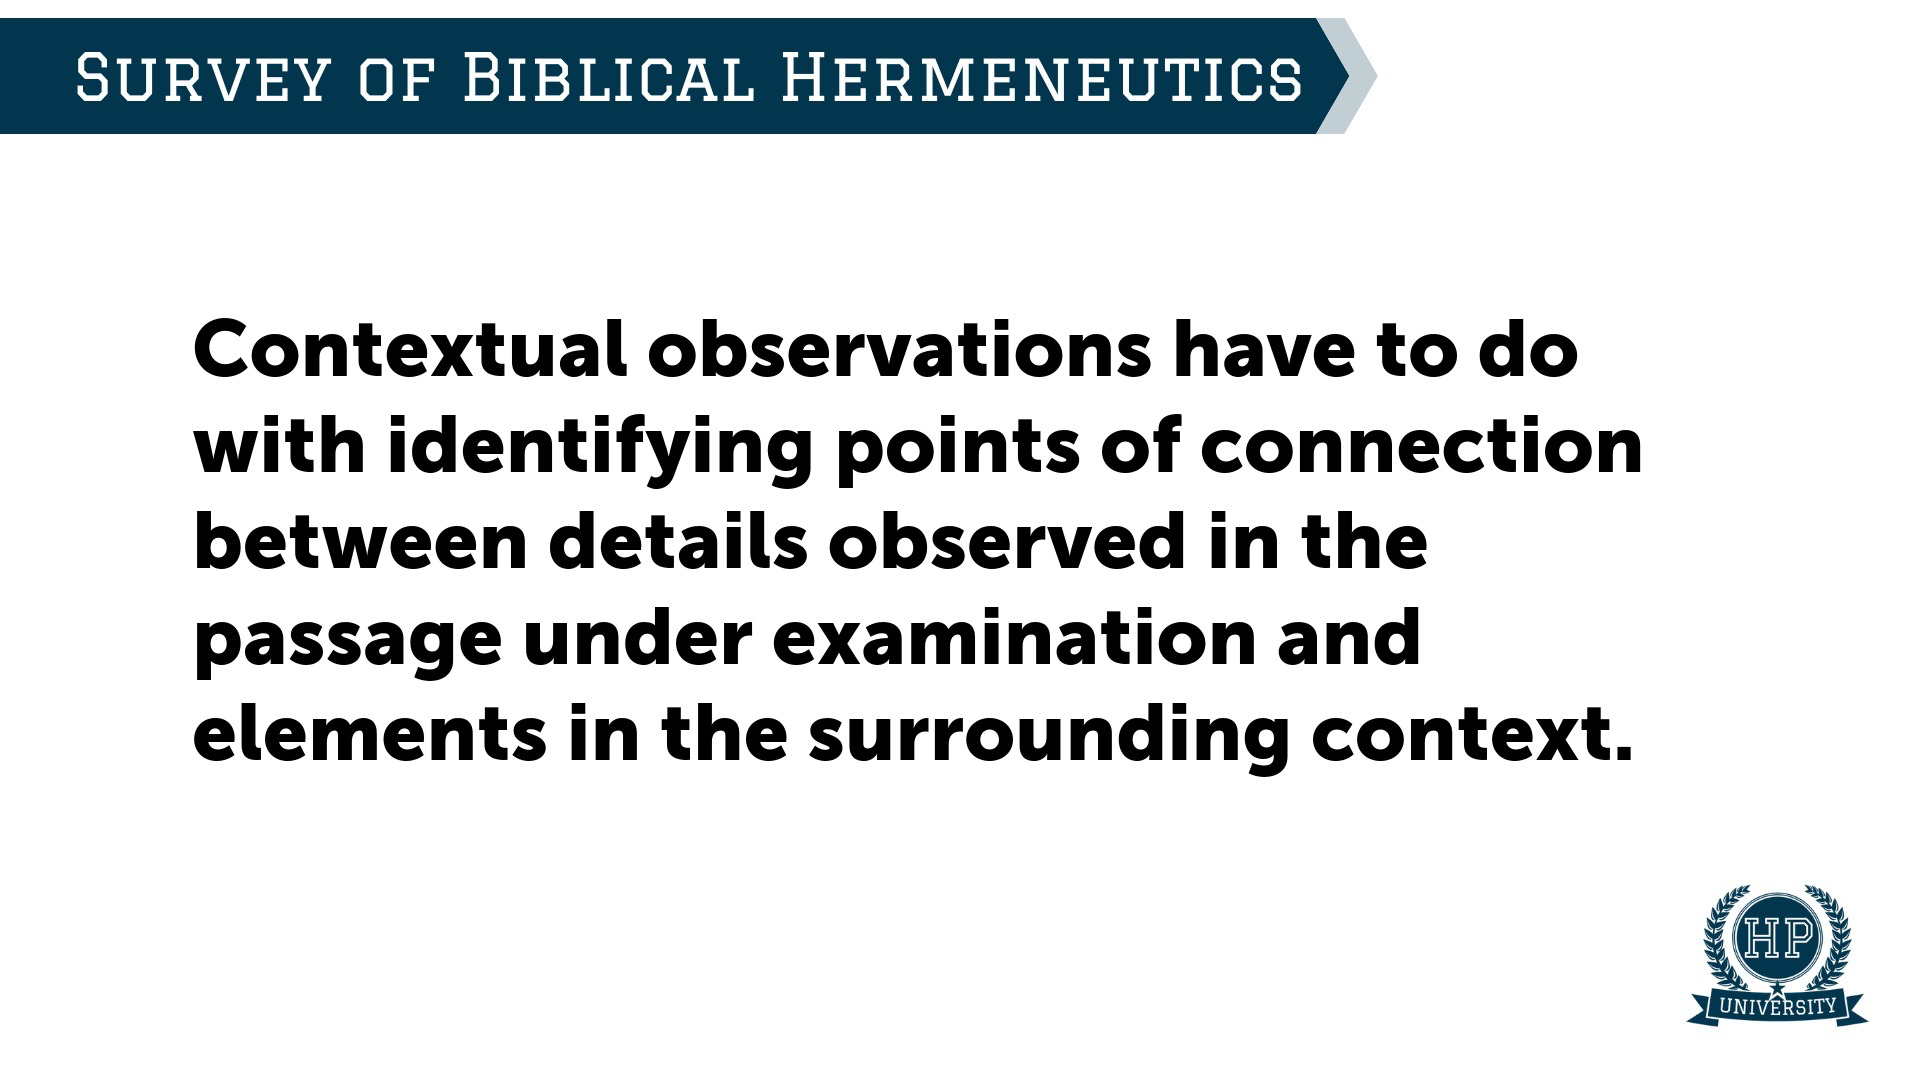 Survey of Biblical Hermeneutics
Contextual observations have to do
with identifying points of connection
between details observed in the
passage under examination and
elements in the surrounding context.
HP
UNIVERSITY